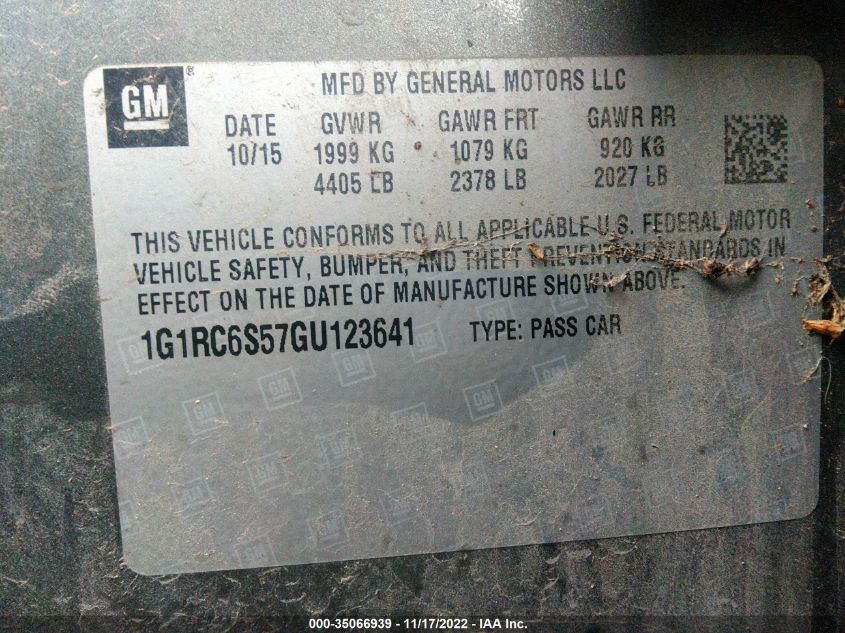 GM ®
MFD BY GENERAL MOTORS LLC
DATE GVWR GAWR FRT GAWR RR
10/15 1999 KG 1079 KG 920 KG
4405 LB 2378 LB 2027 LB
THIS VEHICLE CONFORMS TO ALL APPLICABLE U.S. FEDERAL MOTOR
VEHICLE SAFETY, BUMPER, AND THEFT PREVENTION STANDARDS IN
EFFECT ON THE DATE OF MANUFACTURE SHOWN ABOVE.
1G1RC6S57GU123641 TYPE: PASS CAR
000-35066939 - 11/17/2022 - IAA Inc.